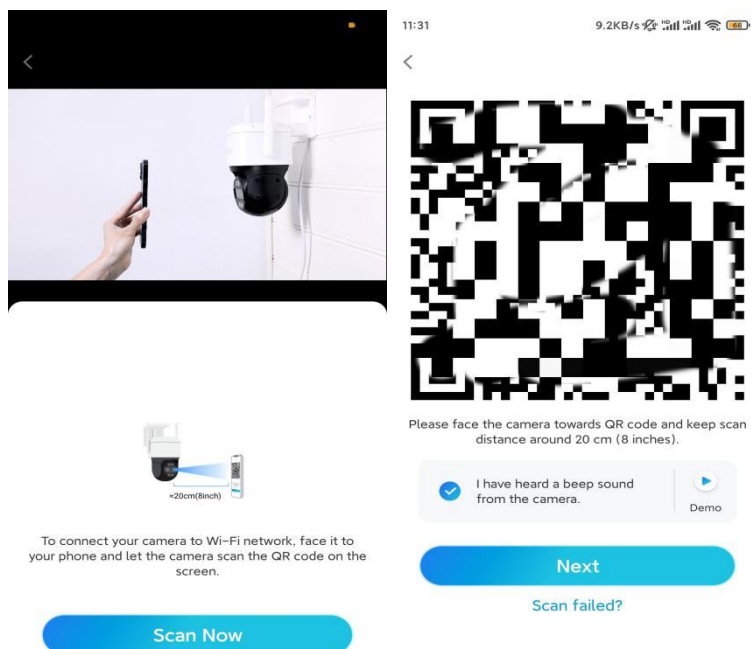 ≈20cm(8inch)
To connect your camera to Wi-Fi network, face it to
your phone and let the camera scan the QR code on the
screen.
Scan Now
11:31
9.2KB/s HD HD 68
Please face the camera towards QR code and keep scan
distance around 20 cm (8 inches).
I have heard a beep sound
from the camera.
Demo
Next
Scan failed?